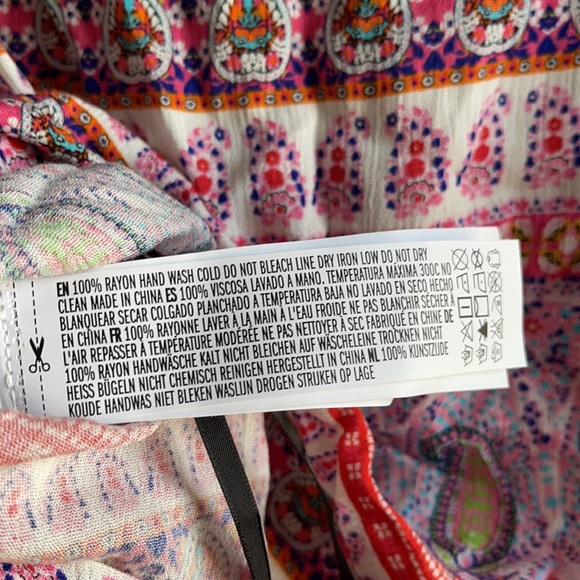 EN 100% RAYON HAND WASH COLD DO NOT BLEACH LINE DRY IRON LOW DO NOT DRY
CLEAN MADE IN CHINA ES 100% VISCOSA LAVADO A MANO. TEMPERATURA MÁXIMA 30ºC NO
BLANQUEAR SECAR COLGADO PLANCHADO A TEMPERATURA BAJA NO LAVADO EN SECO HECHO
EN CHINA FR 100% RAYONNE LAVER À LA MAIN À L'EAU FROIDE NE PAS BLANCHIR SÉCHER À
L'AIR REPASSER À TEMPÉRATURE MODÉRÉE NE PAS NETTOYER À SEC FABRIQUÉ EN CHINE DE
100% RAYON HANDWÄSCHE KALT NICHT BLEICHEN AUF WÄSCHELEINE TROCKNEN NICHT
HEISS BÜGELN NICHT CHEMISCH REINIGEN HERGESTELLT IN CHINA NL 100% KUNSTZIJDE
KOUDE HANDWAS NIET BLEKEN WASLIJN DROGEN STRIJKEN OP LAGE